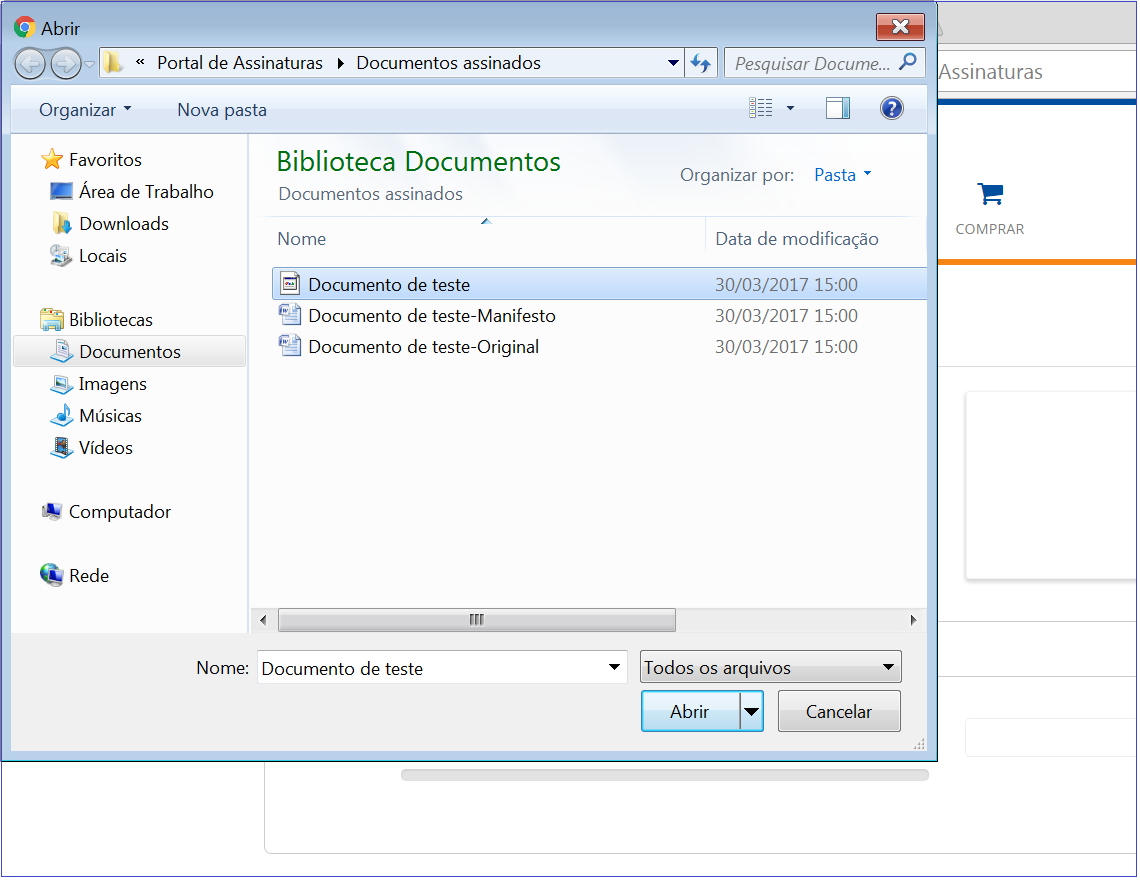 Abrir
« Portal de Assinaturas Documentos assinados
Pesquisar Docume...
Assinaturas
Organizar
Nova pasta
Favoritos
Área de Trabalho
Downloads
Locais
Bibliotecas
Documentos
Imagens
Músicas
Vídeos
Computador
Rede
Biblioteca Documentos
Documentos assinados
Organizar por: Pasta
Nome
Data de modificação
Documento de teste 30/03/2017 15:00
Documento de teste-Manifesto 30/03/2017 15:00
Documento de teste-Original 30/03/2017 15:00
COMPRAR
Nome: Documento de teste
Todos os arquivos
Abrir
Cancelar